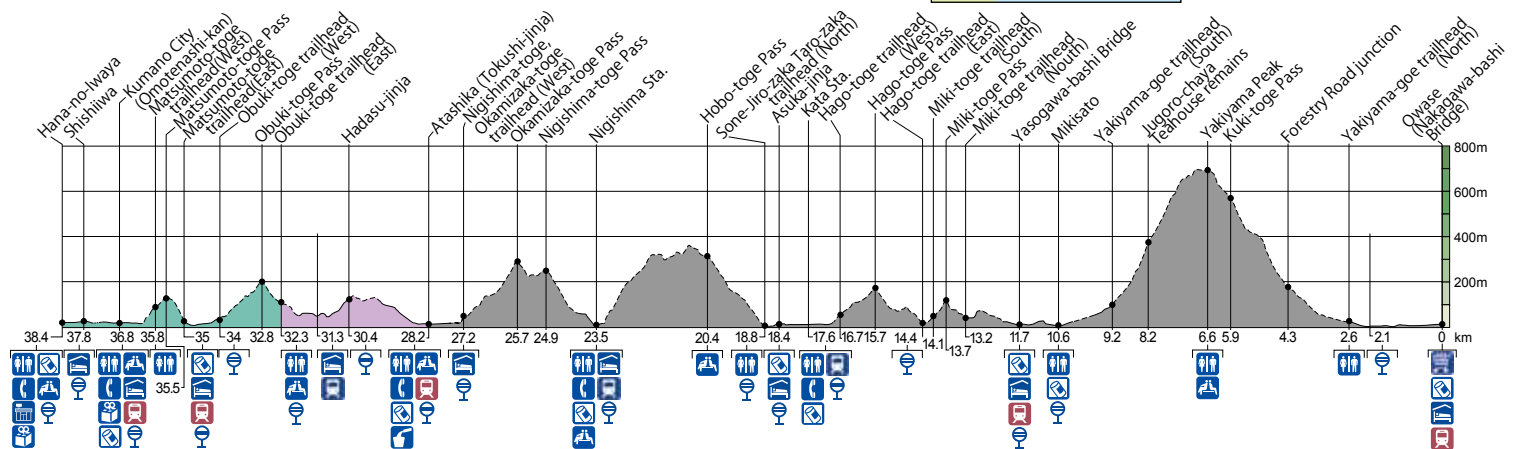 Hana-no-Iwaya
Shishiiwa
Kumano City
(Omotenashi-kan)
Matsumoto-toge
trailhead(West)
Matsumoto-toge Pass
Matsumoto-toge
trailhead(East)
Obuki-toge trailhead
(West)
Obuki-toge Pass
Obuki-toge trailhead
(East)
Hadasu-jinja
Atashika (Tokushi-jinja)
Nigishima-toge,
Okamizaka-toge
trailhead (West)
Okamizaka-toge Pass
Nigishima-toge Pass
Nigishima Sta.
Hobo-toge Pass
Sone-Jiro-zaka Taro-zaka
trailhead (North)
Asuka-jinja
Kata Sta.
Hago-toge trailhead
(West)
Hago-toge Pass
Hago-toge trailhead
(East)
Miki-toge trailhead
(South)
Miki-toge Pass
Miki-toge trailhead
(North)
Yasogawa-bashi Bridge
Mikisato
Yakiyama-goe trailhead
(South)
Jugoro-chaya
Teahouse remains
Yakiyama Peak
Kuki-toge Pass
Forestry Road junction
Yakiyama-goe trailhead
(North)
Owase
(Nakagawa-bashi
Bridge)
800m
600m
400m
200m
38.4 37.8 36.8 35.8 35 34 32.8 32.3 31.3 30.4 28.2 27.2 25.7 24.9 23.5 20.4 18.8 18.4 17.6 16.7 15.7 14.4 14.1 13.2 11.7 10.6 9.2 8.2 6.6 5.9 4.3 2.6 2.1 0 km
13.7
35.5